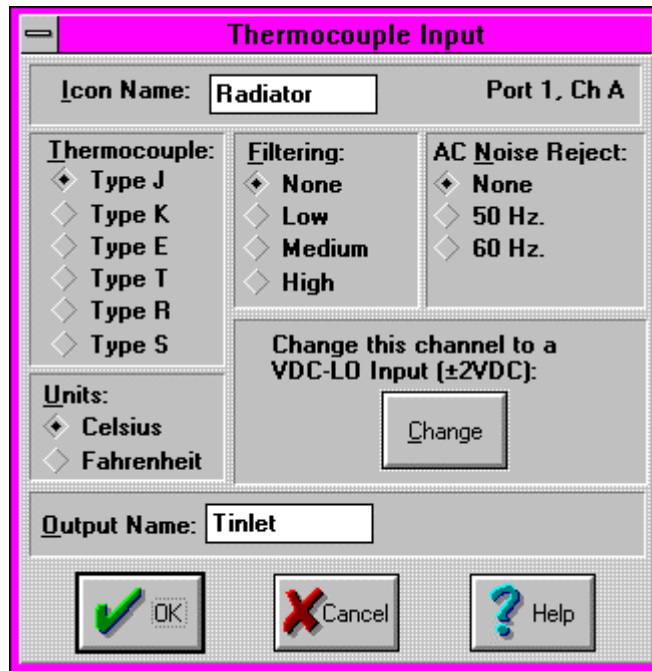 Thermocouple Input
Icon Name: Radiator
Port 1, Ch A
Thermocouple:
Type J
Type K
Type E
Type T
Type R
Type S
Filtering:
None
Low
Medium
High
AC Noise Reject:
None
50 Hz.
60 Hz.
Change this channel to a
VDC-LO Input (±2VDC):
Change
Units:
Celsius
Fahrenheit
Output Name: Tinlet
OK
Cancel
? Help